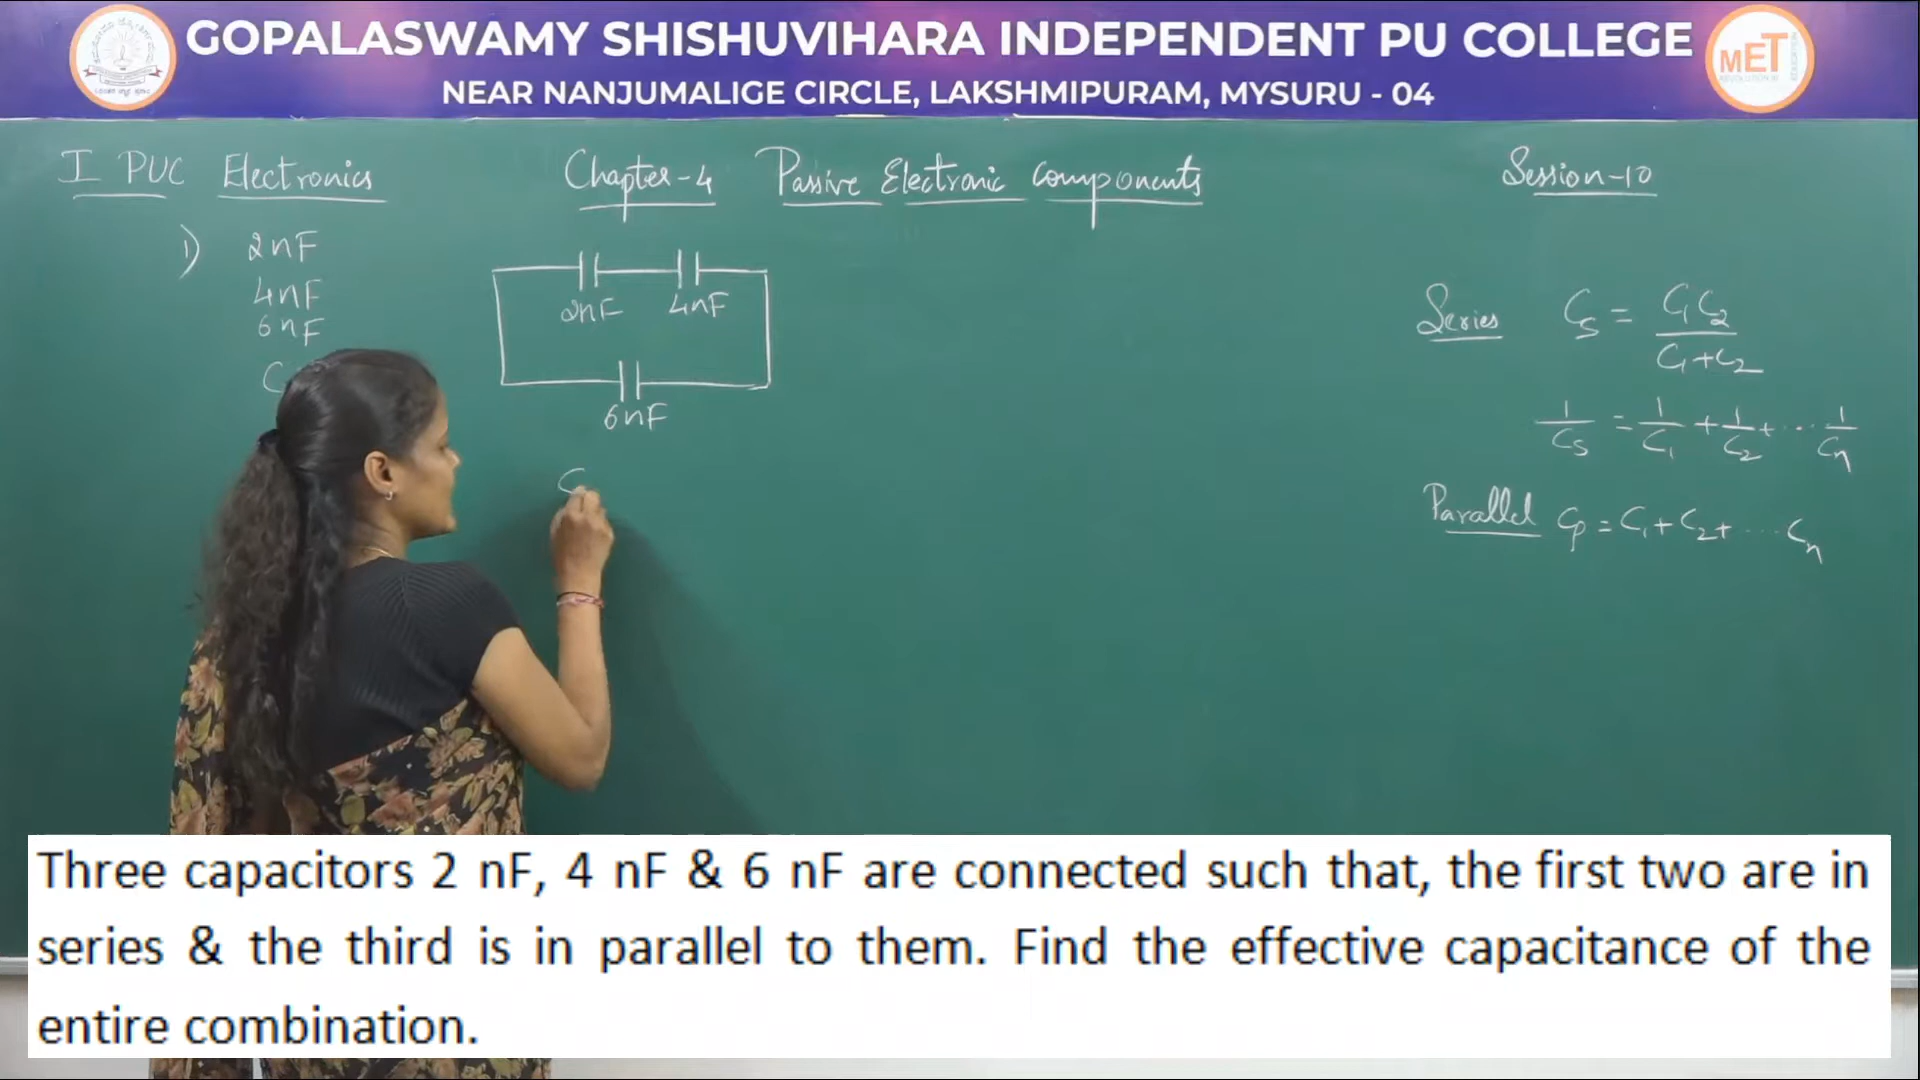 GOPALASWAMY SHISHUVIHARA INDEPENDENT PU COLLEGE
NEAR NANJUMALIGE CIRCLE, LAKSHMIPURAM, MYSURU - 04
MET
I PUC Electronics
Chapter-4 Passive Electronic components
Session-10
1) 2nF
4nF
6nF
C
2nF 4nF
6nF
C
Series Cs = C1C2 / C1+C2
1/Cs = 1/C1 + 1/C2 + ... 1/Cn
Parallel Cp = C1 + C2 + ... Cn
Three capacitors 2 nF, 4 nF & 6 nF are connected such that, the first two are in
series & the third is in parallel to them. Find the effective capacitance of the
entire combination.